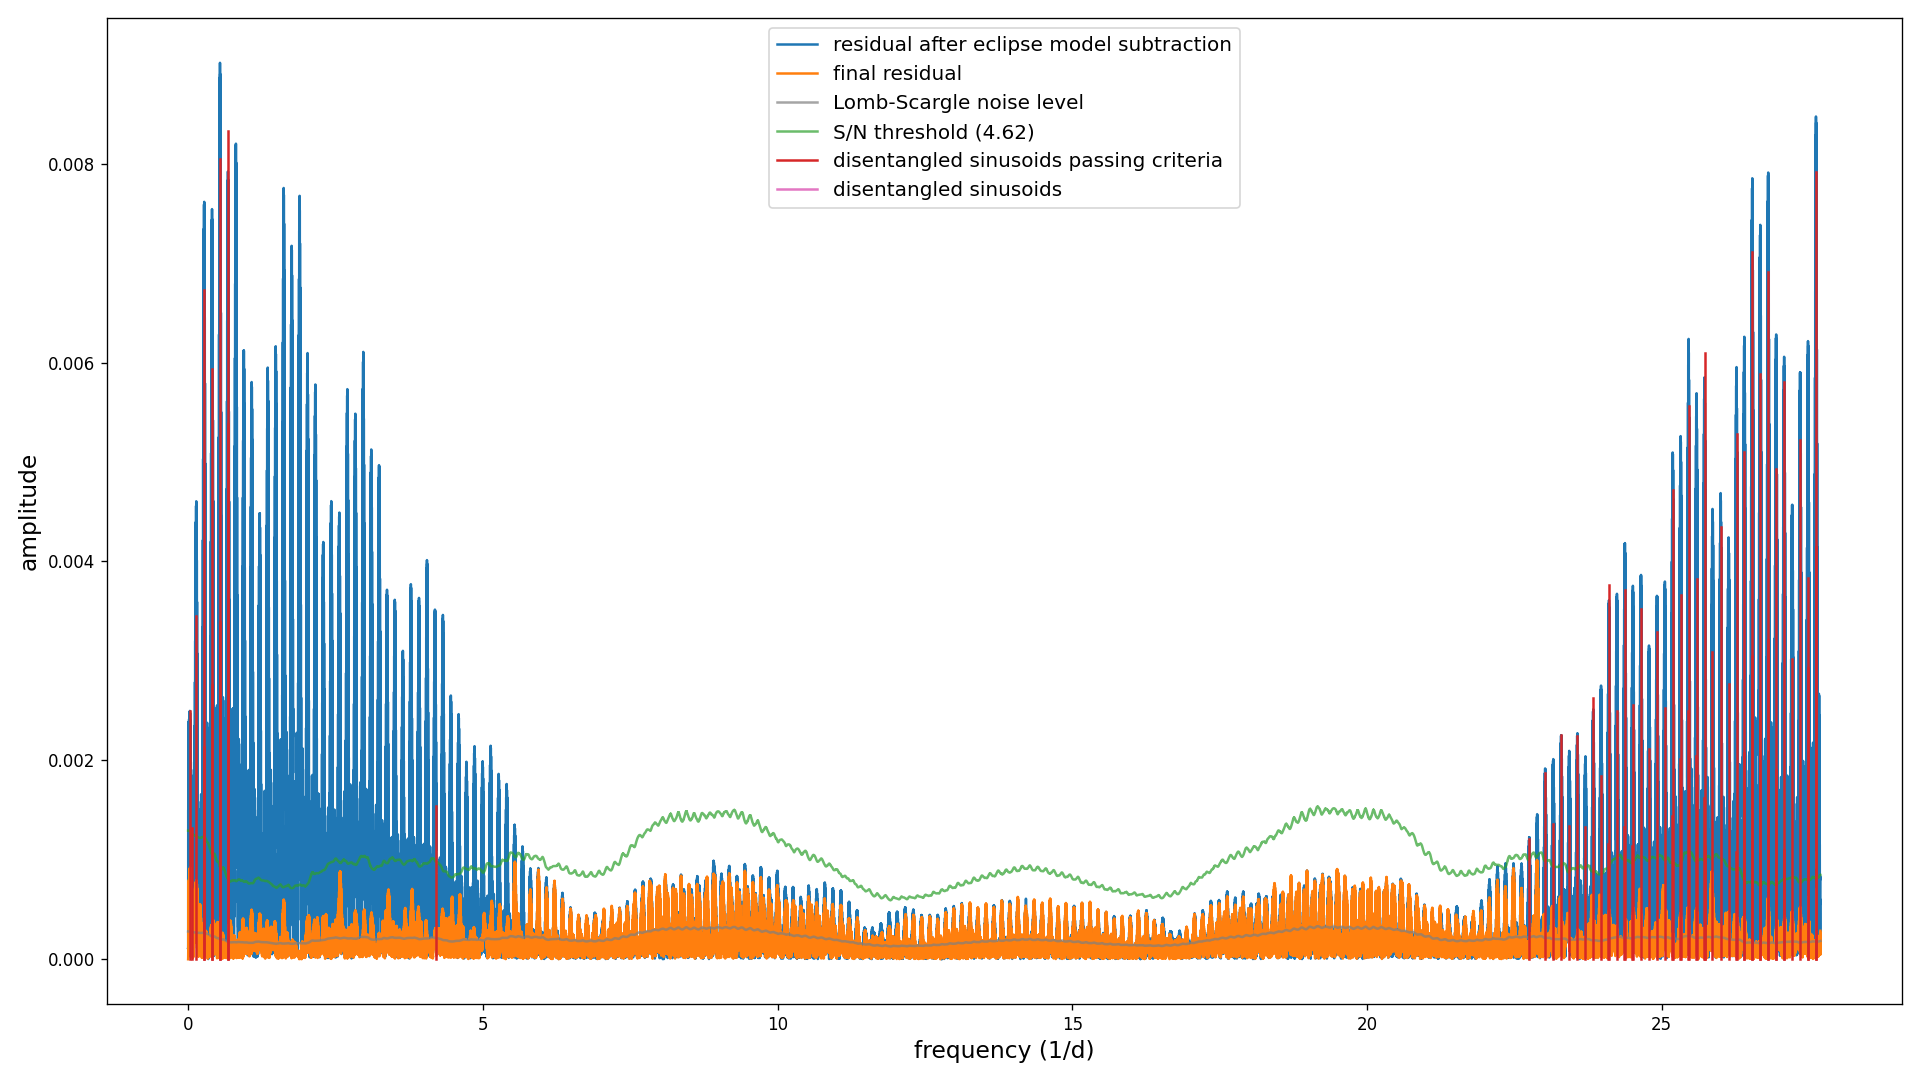 residual after eclipse model subtraction
final residual
Lomb-Scargle noise level
S/N threshold (4.62)
disentangled sinusoids passing criteria
disentangled sinusoids
amplitude
0.008
0.006
0.004
0.002
0.000
0 5 10 15 20 25
frequency (1/d)